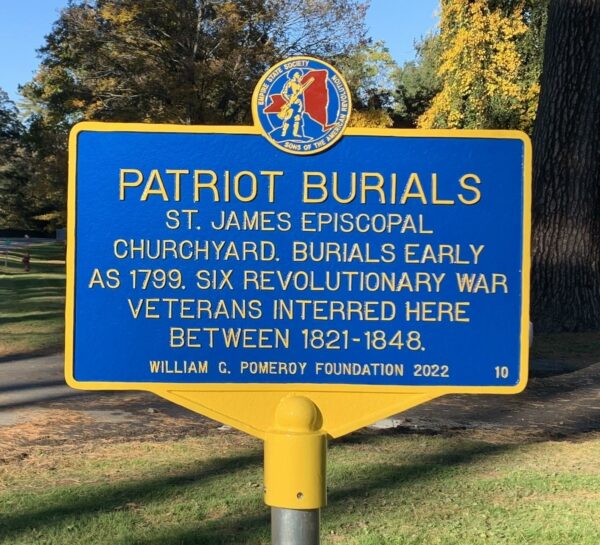 EMPIRE STATE SOCIETY
SONS OF THE AMERICAN REVOLUTION
PATRIOT BURIALS
ST. JAMES EPISCOPAL
CHURCHYARD. BURIALS EARLY
AS 1799. SIX REVOLUTIONARY WAR
VETERANS INTERRED HERE
BETWEEN 1821-1848.
WILLIAM G. POMEROY FOUNDATION 2022 10